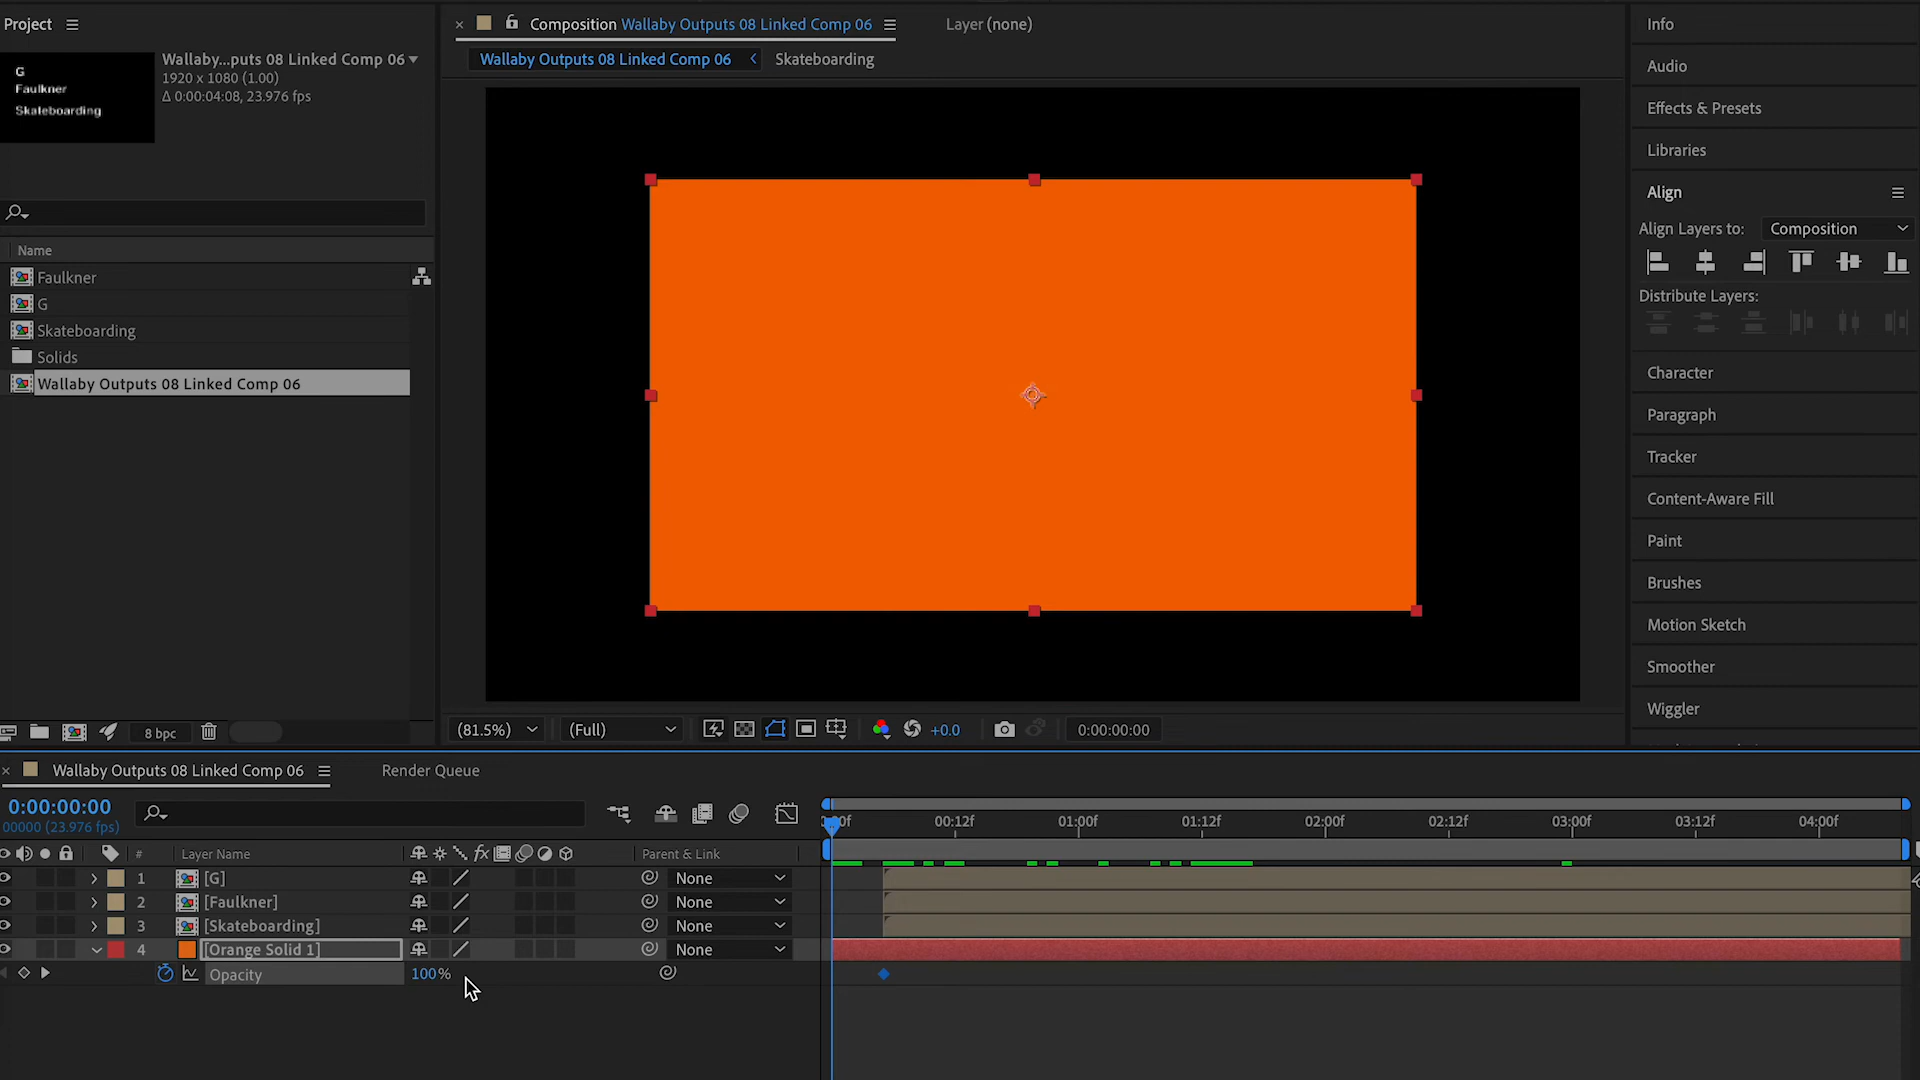 Project
Wallaby...puts 08 Linked Comp 06
1920 x 1080 (1.00)
Δ 0:00:04:08, 23.976 fps
G
Faulkner
Skateboarding
Name
Faulkner
G
Skateboarding
Solids
Wallaby Outputs 08 Linked Comp 06
8 bpc
Composition Wallaby Outputs 08 Linked Comp 06
Layer (none)
Wallaby Outputs 08 Linked Comp 06
Skateboarding
(81.5%)
(Full)
+0.0
0:00:00:00
Info
Audio
Effects & Presets
Libraries
Align
Align Layers to:
Composition
Distribute Layers:
Character
Paragraph
Tracker
Content-Aware Fill
Paint
Brushes
Motion Sketch
Smoother
Wiggler
Wallaby Outputs 08 Linked Comp 06
Render Queue
0:00:00:00
00000 (23.976 fps)
00:12f
01:00f
01:12f
02:00f
02:12f
03:00f
03:12f
04:00f
#
Layer Name
fx
Parent & Link
1
[G]
None
2
[Faulkner]
None
3
[Skateboarding]
None
4
[Orange Solid 1]
None
Opacity
100%